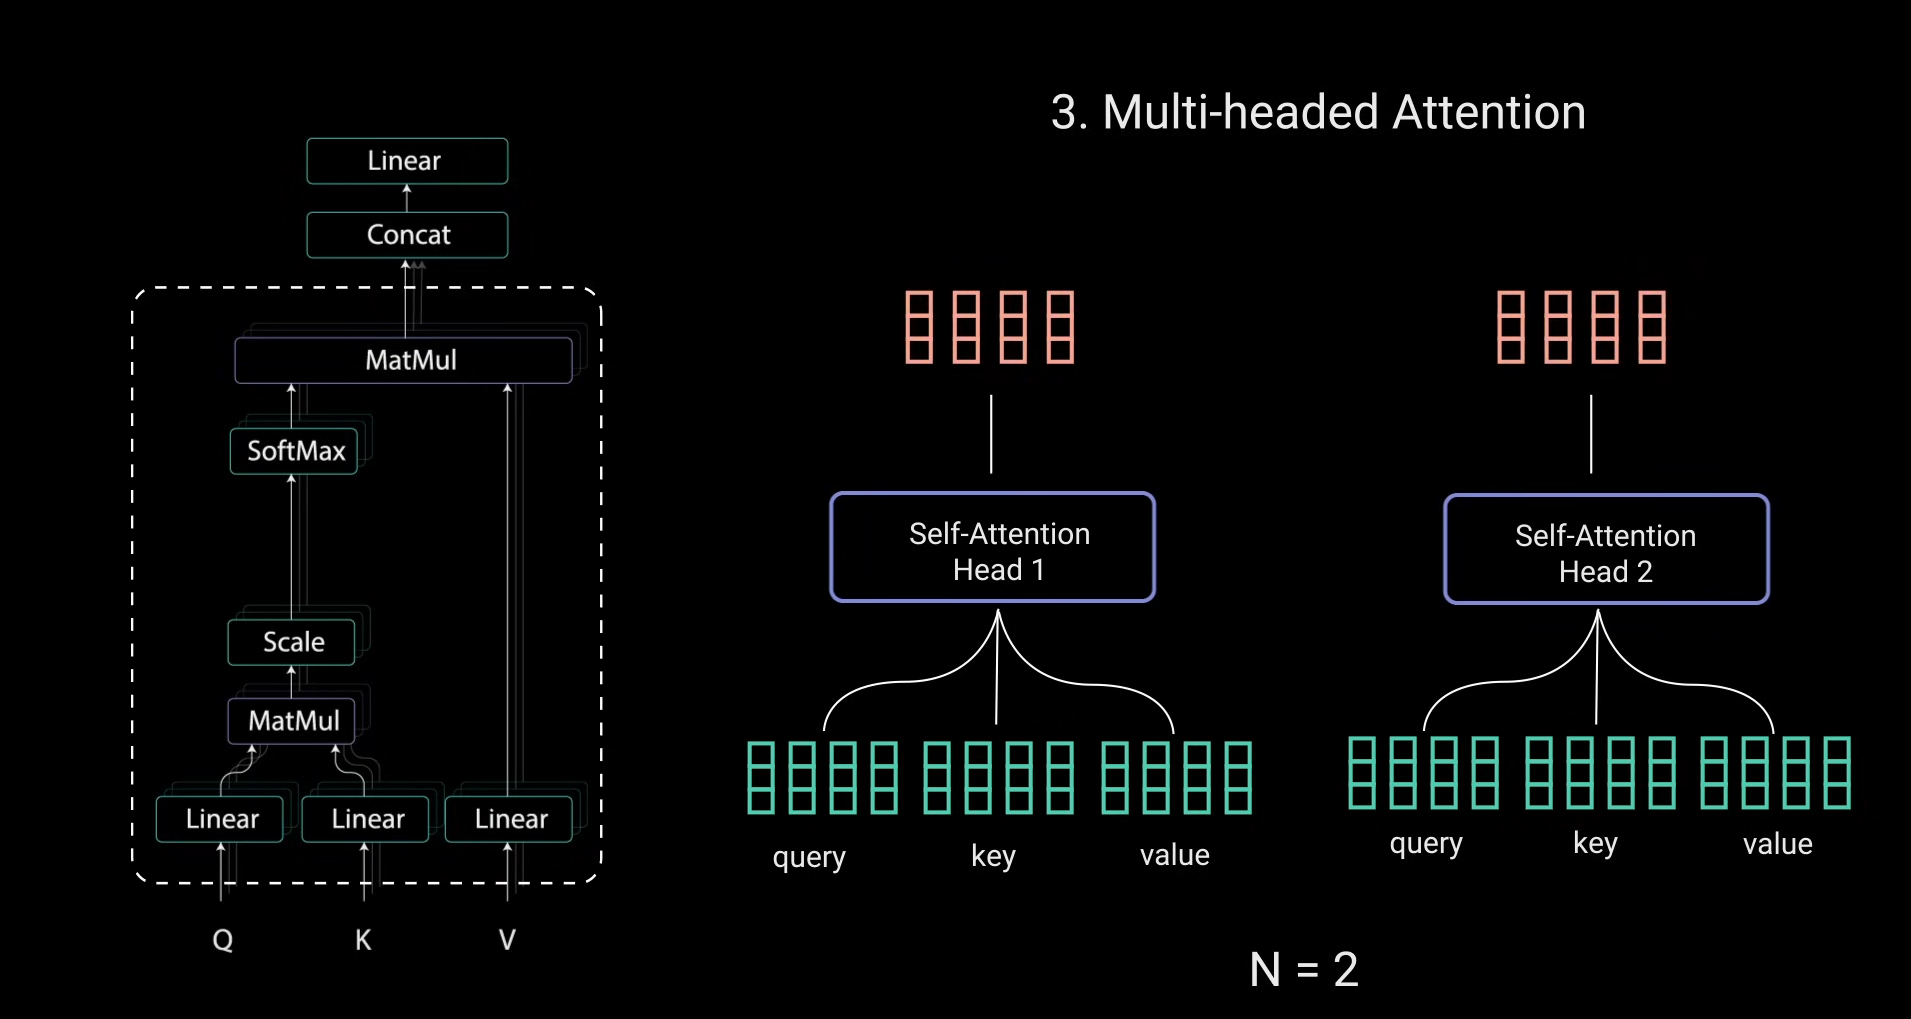 3. Multi-headed Attention
Linear
Concat
MatMul
SoftMax
Scale
MatMul
Linear
Linear
Linear
Q
K
V
Self-Attention
Head 1
query
key
value
Self-Attention
Head 2
query
key
value
N = 2